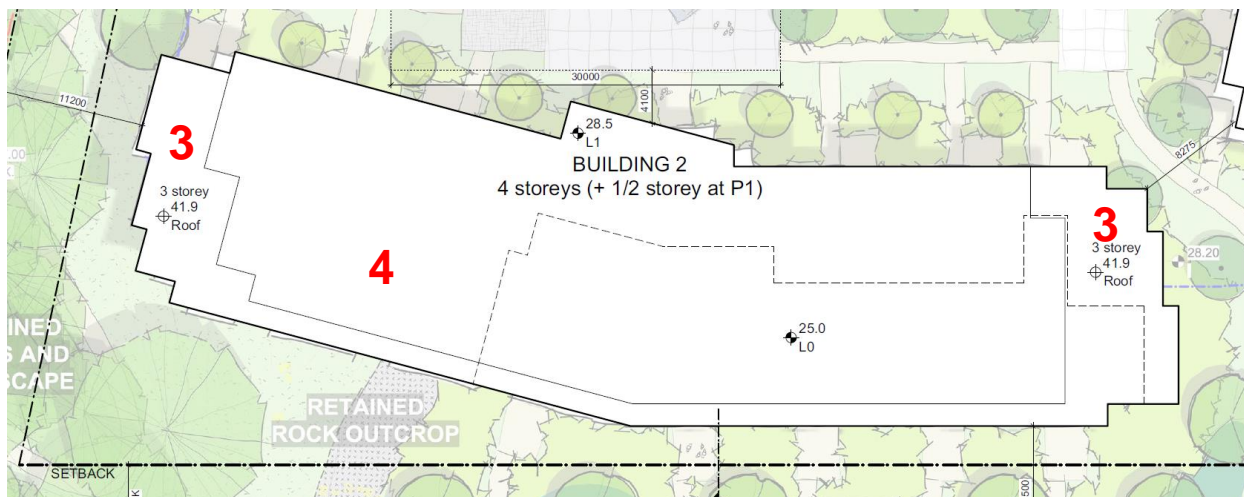 30000
11200
4100
28.5
L1
BUILDING 2
4 storeys (+ 1/2 storey at P1)
8275
3
3 storey
41.9
Roof
3
3 storey
41.9
Roof
28.20
4
25.0
L0
RETAINED
ROCK OUTCROP
SETBACK